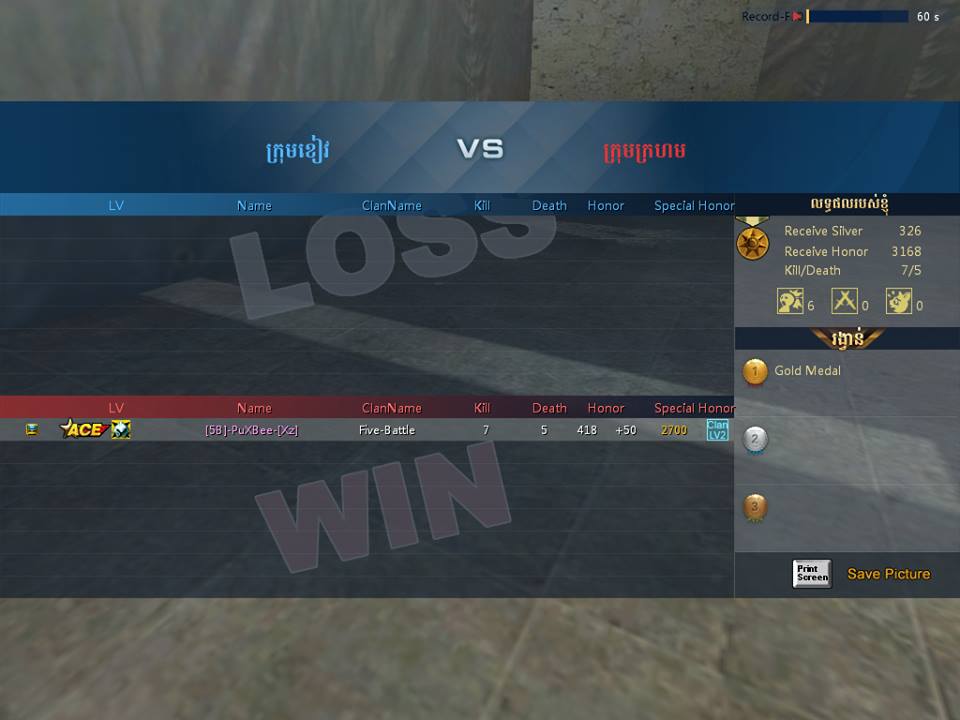 Record-F 60 s
ក្រុមខៀវ VS ក្រុមក្រហម
LV Name ClanName Kill Death Honor Special Honor
LOSS
លទ្ធផលរបស់ខ្ញុំ
Receive Silver 326
Receive Honor 3168
Kill/Death 7/5
6 0 0
រង្វាន់
1 Gold Medal
2
3
LV Name ClanName Kill Death Honor Special Honor
ACE [5B]-PuXBee-[Xz] Five-Battle 7 5 418 +50 2700 Clan LV2
WIN
Print Screen Save Picture